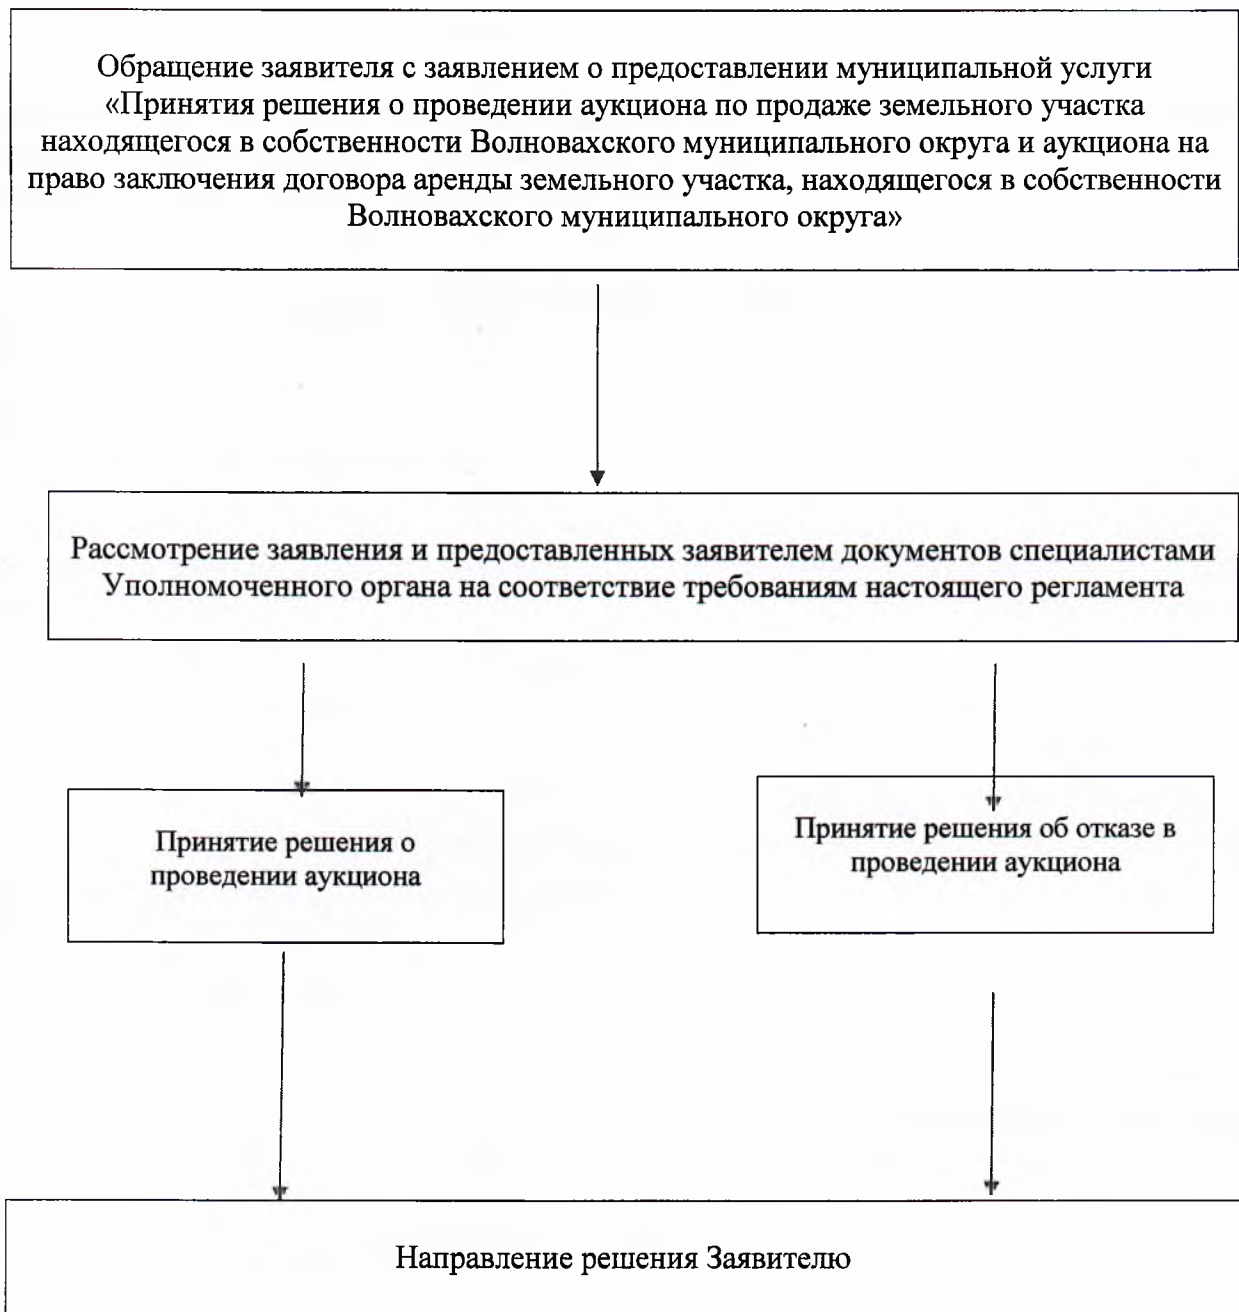 Обращение заявителя с заявлением о предоставлении муниципальной услуги
«Принятия решения о проведении аукциона по продаже земельного участка
находящегося в собственности Волновахского муниципального округа и аукциона на
право заключения договора аренды земельного участка, находящегося в собственности
Волновахского муниципального округа»
Рассмотрение заявления и предоставленных заявителем документов специалистами
Уполномоченного органа на соответствие требованиям настоящего регламента
Принятие решения о
проведении аукциона
Принятие решения об отказе в
проведении аукциона
Направление решения Заявителю